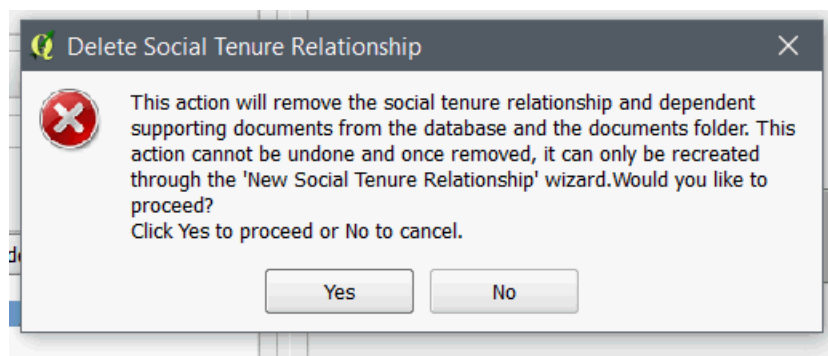 Delete Social Tenure Relationship
This action will remove the social tenure relationship and dependent
supporting documents from the database and the documents folder. This
action cannot be undone and once removed, it can only be recreated
through the 'New Social Tenure Relationship' wizard.Would you like to
proceed?
Click Yes to proceed or No to cancel.
Yes No